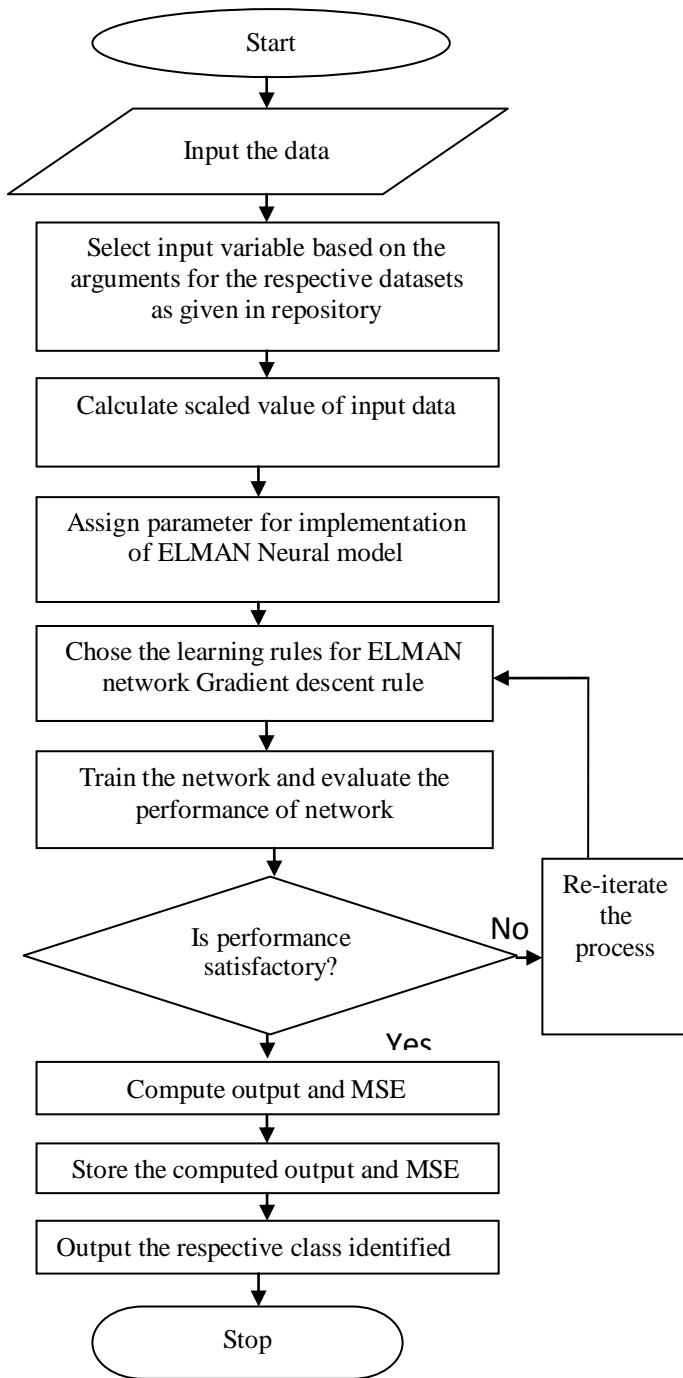 Start
Input the data
Select input variable based on the
arguments for the respective datasets
as given in repository
Calculate scaled value of input data
Assign parameter for implementation
of ELMAN Neural model
Chose the learning rules for ELMAN
network Gradient descent rule
Train the network and evaluate the
performance of network
Is performance
satisfactory?
No
Re-iterate
the
process
Yes
Compute output and MSE
Store the computed output and MSE
Output the respective class identified
Stop